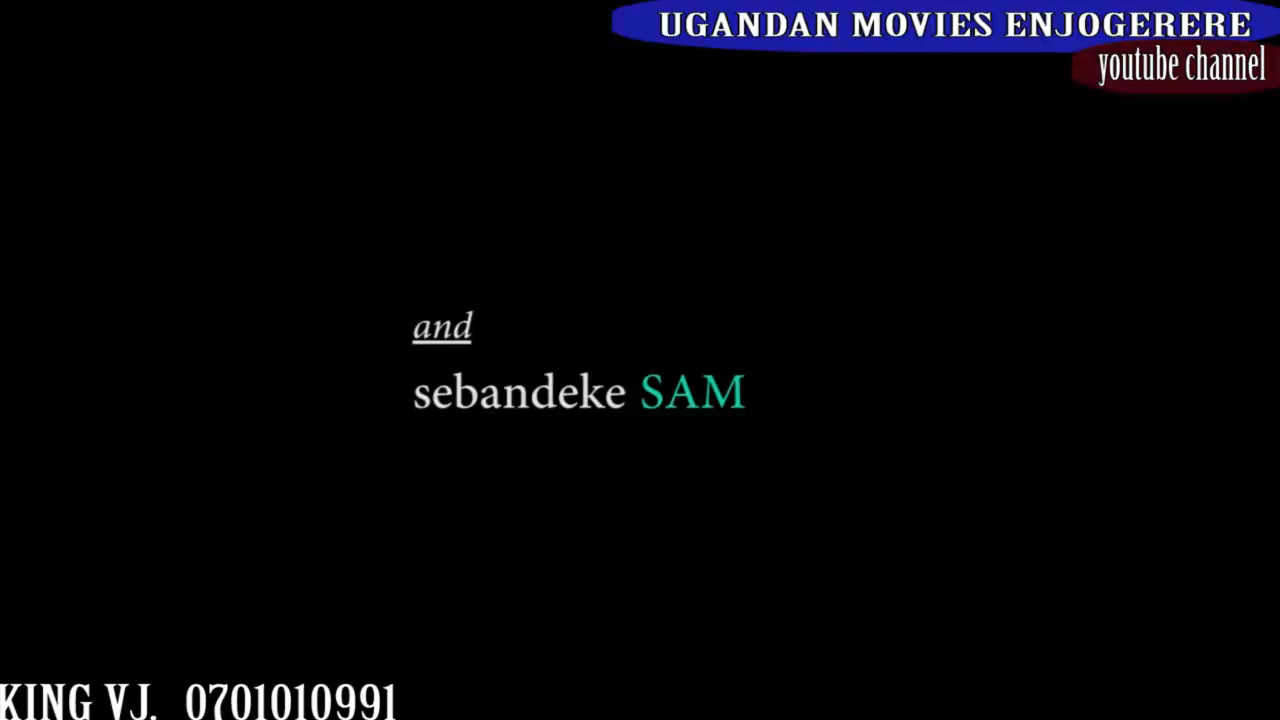 UGANDAN MOVIES ENJOGERERE
youtube channel
and
sebandeke SAM
KING VJ. 0701010991